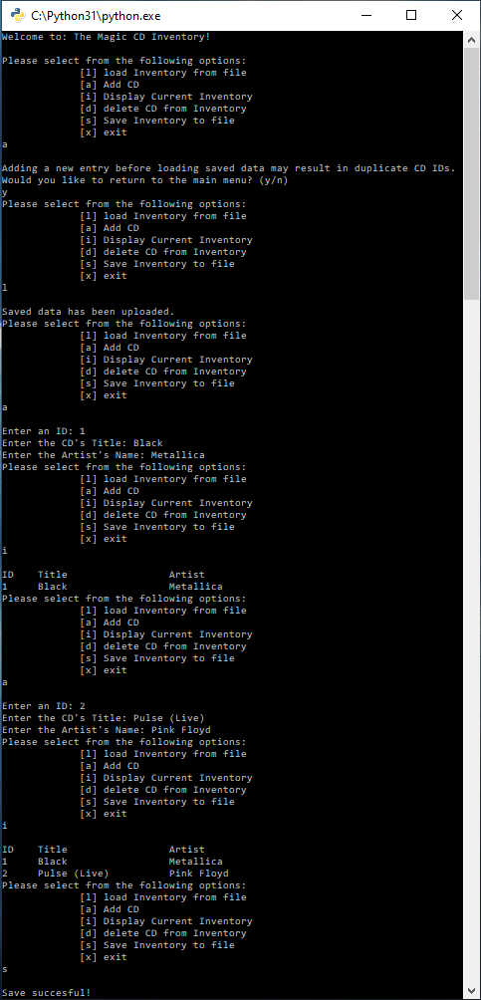 C:\Python31\python.exe
Welcome to: The Magic CD Inventory!
Please select from the following options:
[l] load Inventory from file
[a] Add CD
[i] Display Current Inventory
[d] delete CD from Inventory
[s] Save Inventory to file
[x] exit
a
Adding a new entry before loading saved data may result in duplicate CD IDs.
Would you like to return to the main menu? (y/n)
y
Please select from the following options:
[l] load Inventory from file
[a] Add CD
[i] Display Current Inventory
[d] delete CD from Inventory
[s] Save Inventory to file
[x] exit
l
Saved data has been uploaded.
Please select from the following options:
[l] load Inventory from file
[a] Add CD
[i] Display Current Inventory
[d] delete CD from Inventory
[s] Save Inventory to file
[x] exit
a
Enter an ID: 1
Enter the CD's Title: Black
Enter the Artist's Name: Metallica
Please select from the following options:
[l] load Inventory from file
[a] Add CD
[i] Display Current Inventory
[d] delete CD from Inventory
[s] Save Inventory to file
[x] exit
i
ID Title Artist
1 Black Metallica
Please select from the following options:
[l] load Inventory from file
[a] Add CD
[i] Display Current Inventory
[d] delete CD from Inventory
[s] Save Inventory to file
[x] exit
a
Enter an ID: 2
Enter the CD's Title: Pulse (Live)
Enter the Artist's Name: Pink Floyd
Please select from the following options:
[l] load Inventory from file
[a] Add CD
[i] Display Current Inventory
[d] delete CD from Inventory
[s] Save Inventory to file
[x] exit
i
ID Title Artist
1 Black Metallica
2 Pulse (Live) Pink Floyd
Please select from the following options:
[l] load Inventory from file
[a] Add CD
[i] Display Current Inventory
[d] delete CD from Inventory
[s] Save Inventory to file
[x] exit
s
Save succesful!